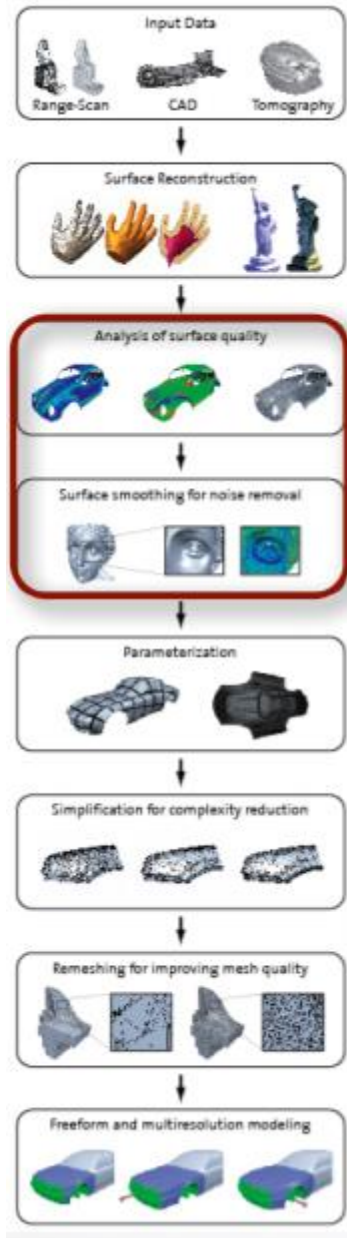 Input Data
Range-Scan CAD Tomography
Surface Reconstruction
Analysis of surface quality
Surface smoothing for noise removal
Parameterization
Simplification for complexity reduction
Remeshing for improving mesh quality
Freeform and multiresolution modeling